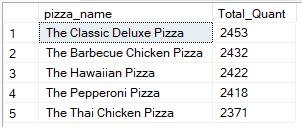 pizza_name Total_Quant
1 The Classic Deluxe Pizza 2453
2 The Barbecue Chicken Pizza 2432
3 The Hawaiian Pizza 2422
4 The Pepperoni Pizza 2418
5 The Thai Chicken Pizza 2371